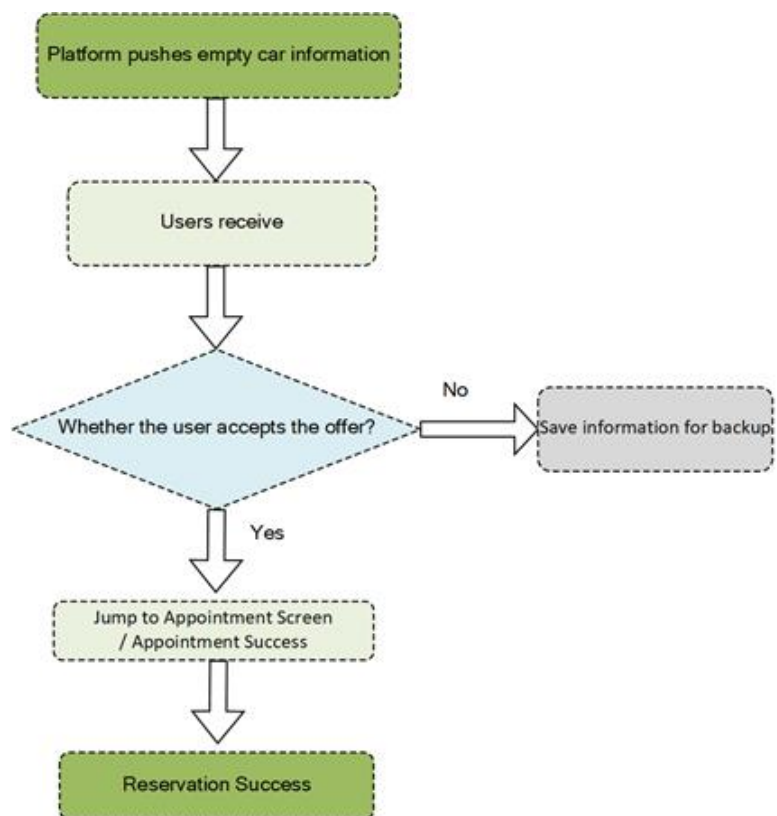 Platform pushes empty car information
Users receive
Whether the user accepts the offer?
No
Save information for backup
Yes
Jump to Appointment Screen
/ Appointment Success
Reservation Success